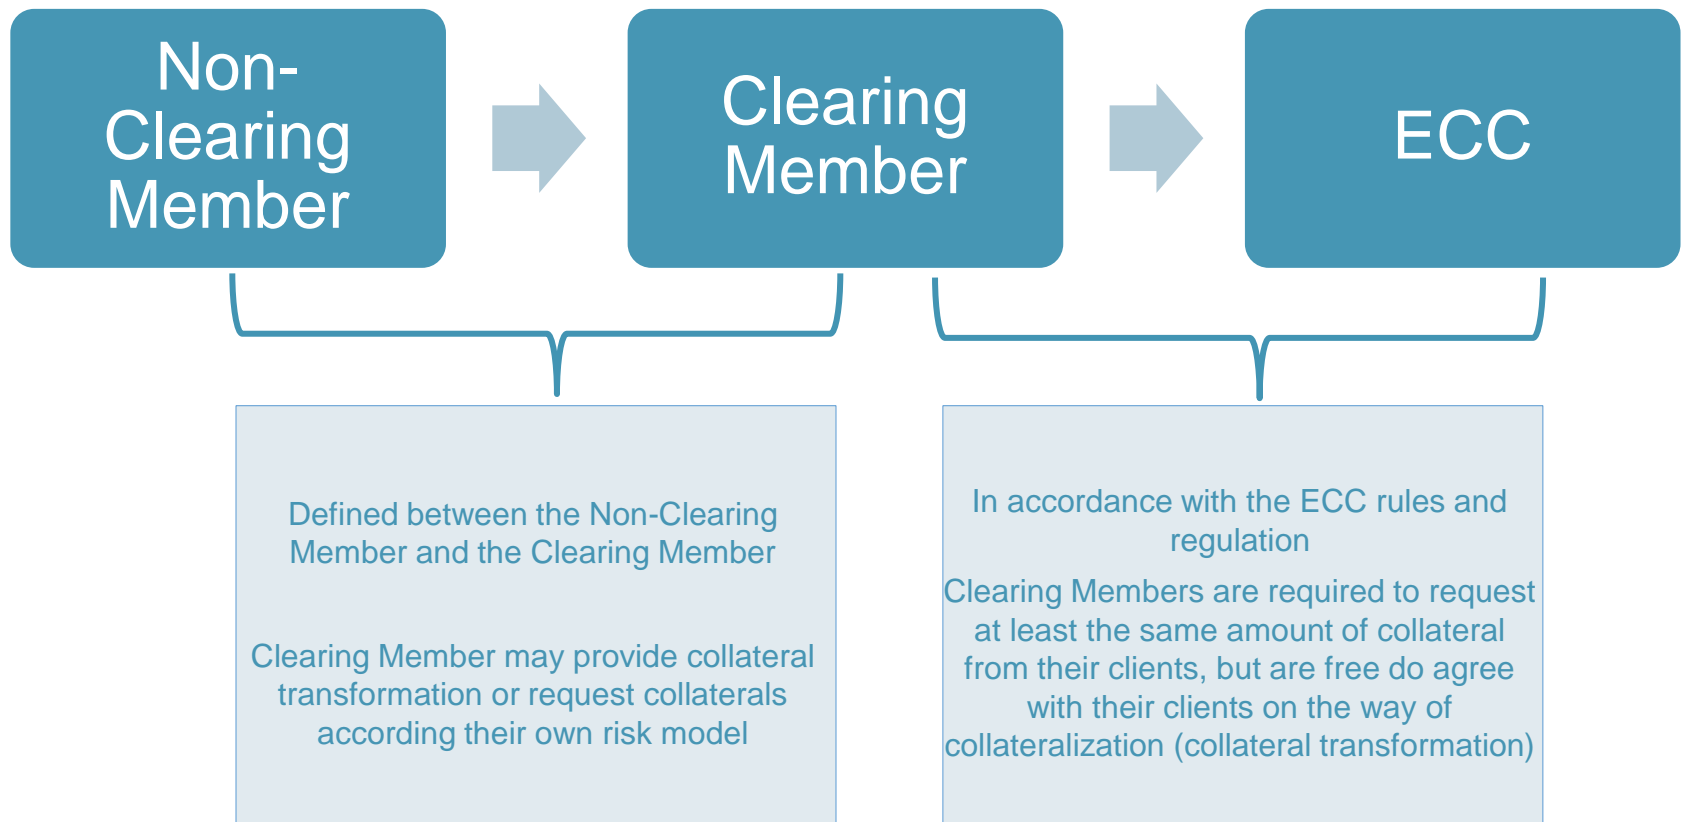 Non-
Clearing
Member
Clearing
Member
ECC
Defined between the Non-Clearing
Member and the Clearing Member
Clearing Member may provide collateral
transformation or request collaterals
according their own risk model
In accordance with the ECC rules and
regulation
Clearing Members are required to request
at least the same amount of collateral
from their clients, but are free do agree
with their clients on the way of
collateralization (collateral transformation)